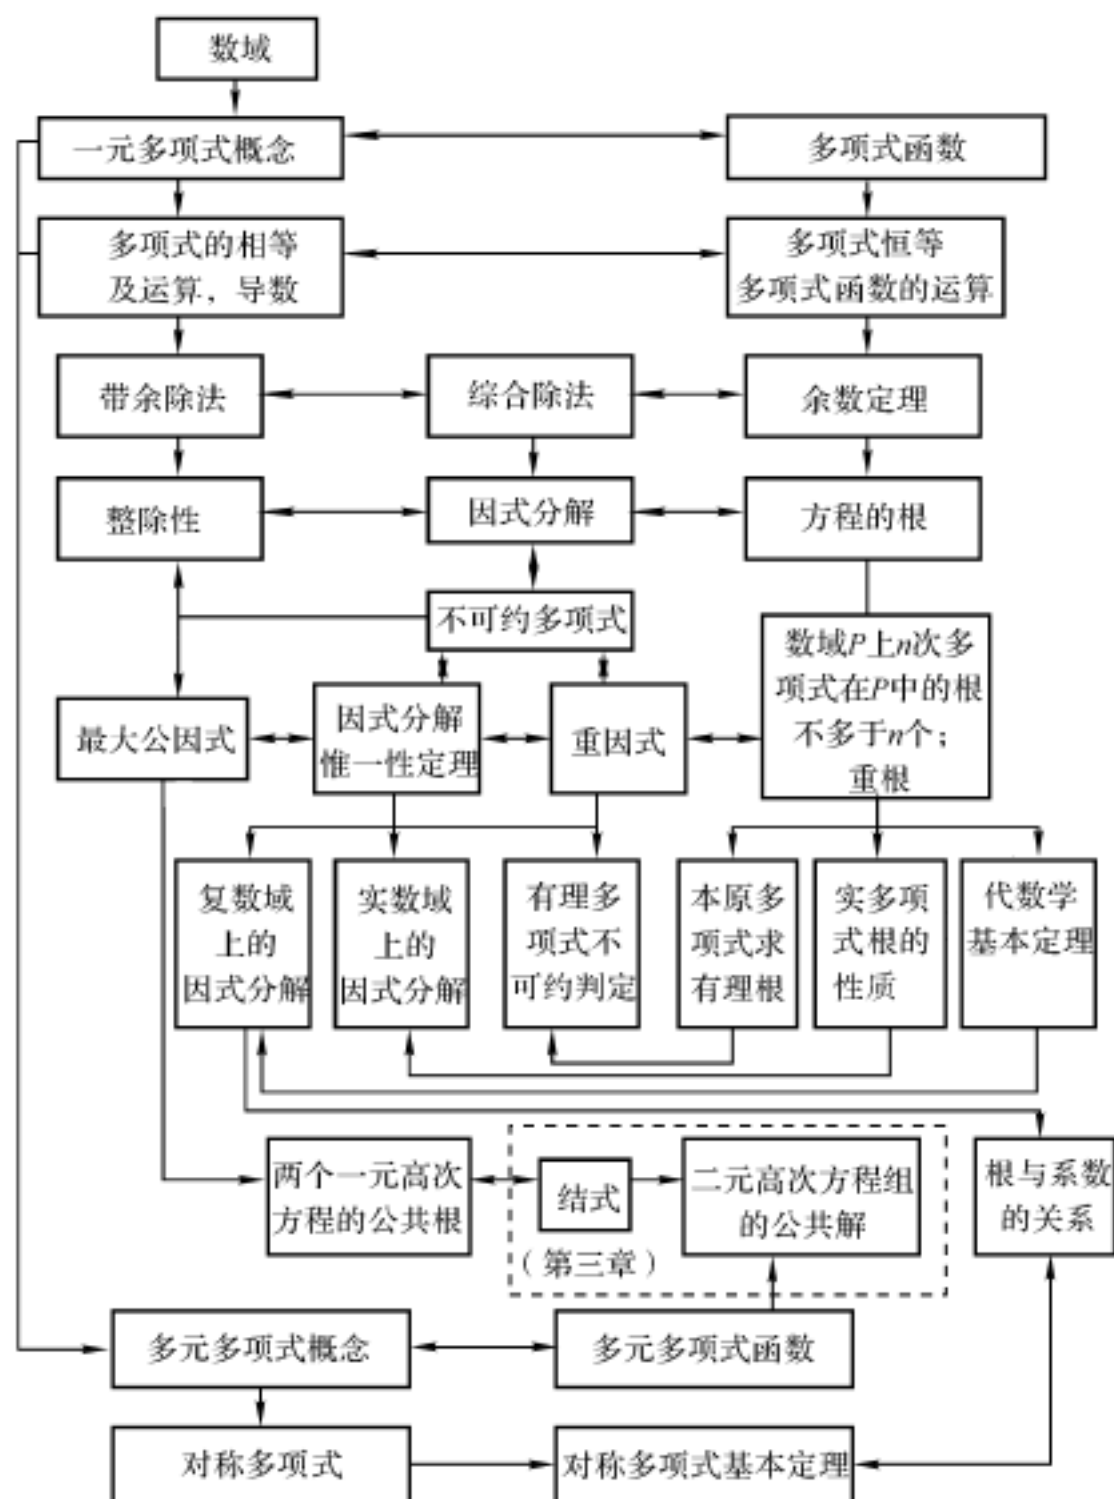 数域
一元多项式概念
多项式函数
多项式的相等
及运算，导数
多项式恒等
多项式函数的运算
带余除法
综合除法
余数定理
整除性
因式分解
方程的根
不可约多项式
数域P上n次多
项式在P中的根
不多于n个；
重根
最大公因式
因式分解
惟一性定理
重因式
复数域
上的
因式分解
实数域
上的
因式分解
有理多
项式不
可约判定
本原多
项式求
有理根
实多项
式根的
性质
代数学
基本定理
两个一元高次
方程的公共根
结式
（第三章）
二元高次方程组
的公共解
根与系数
的关系
多元多项式概念
多元多项式函数
对称多项式
对称多项式基本定理